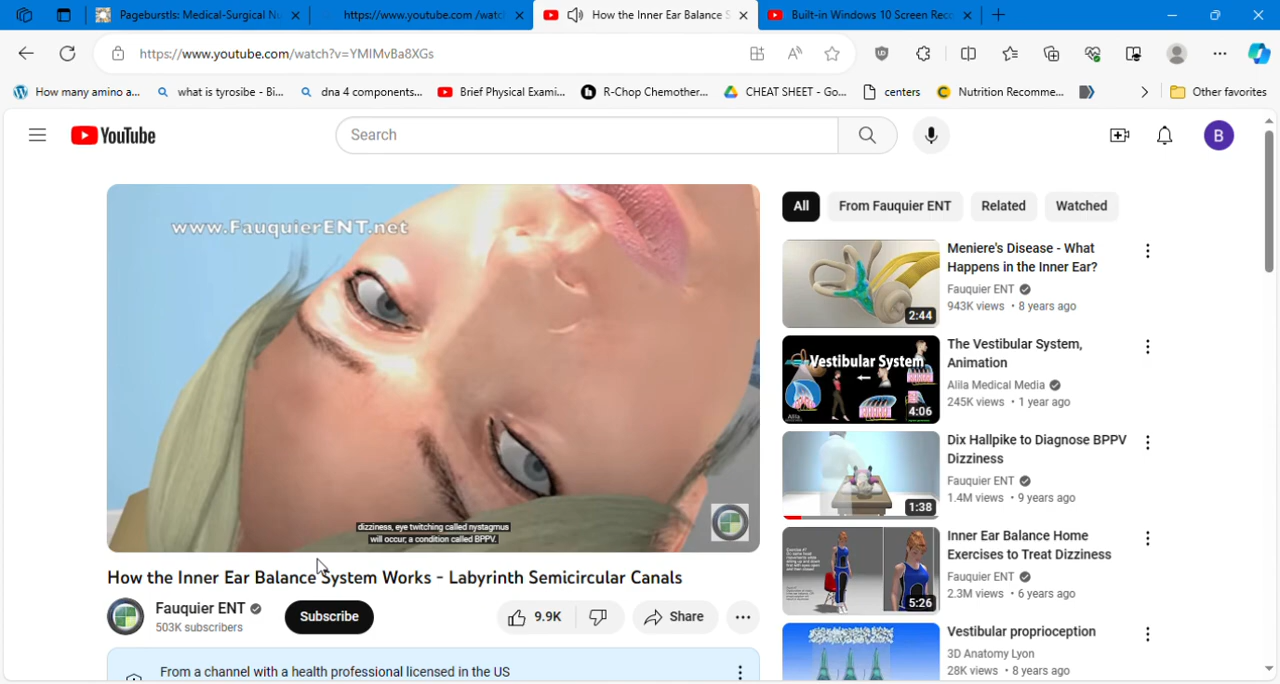 Pageburstls: Medical-Surgical Nu
https://www.youtube.com /watc
How the Inner Ear Balance S
Built-in Windows 10 Screen Reco
https://www.youtube.com/watch?v=YMIMvBa8XGs
How many amino a...
what is tyrosibe - Bi...
dna 4 components...
Brief Physical Exami...
R-Chop Chemother...
CHEAT SHEET - Go...
centers
Nutrition Recomme...
Other favorites
YouTube
Search
B
www.FauquierENT.net
dizziness, eye twitching called nystagmus
will occur; a condition called BPPV.
How the Inner Ear Balance System Works - Labyrinth Semicircular Canals
Fauquier ENT
503K subscribers
Subscribe
9.9K
Share
From a channel with a health professional licensed in the US
All
From Fauquier ENT
Related
Watched
2:44
Meniere's Disease - What
Happens in the Inner Ear?
Fauquier ENT
943K views • 8 years ago
Vestibular System
Alila
4:06
The Vestibular System,
Animation
Alila Medical Media
245K views • 1 year ago
1:38
Dix Hallpike to Diagnose BPPV
Dizziness
Fauquier ENT
1.4M views • 9 years ago
5:26
Inner Ear Balance Home
Exercises to Treat Dizziness
Fauquier ENT
2.3M views • 6 years ago
Vestibular proprioception
3D Anatomy Lyon
28K views • 8 years ago